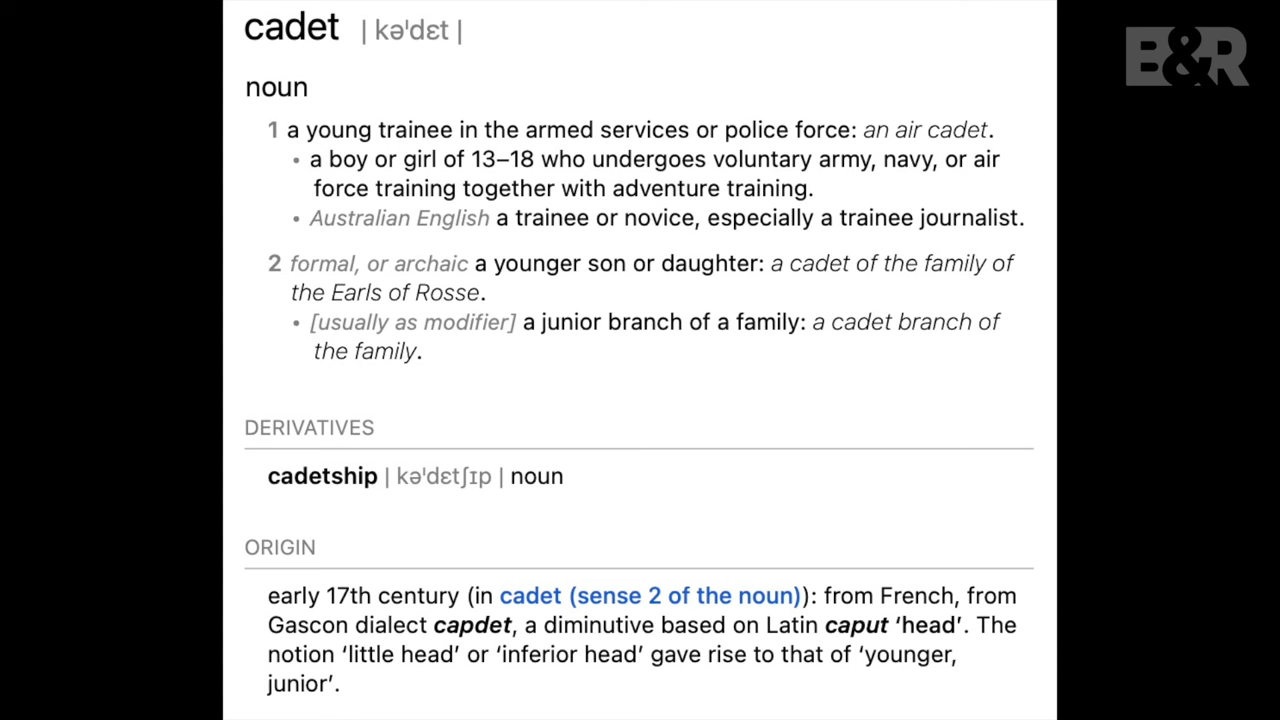 cadet | kəˈdɛt |
B&R
noun
1 a young trainee in the armed services or police force: an air cadet.
• a boy or girl of 13–18 who undergoes voluntary army, navy, or air
force training together with adventure training.
• Australian English a trainee or novice, especially a trainee journalist.
2 formal, or archaic a younger son or daughter: a cadet of the family of
the Earls of Rosse.
• [usually as modifier] a junior branch of a family: a cadet branch of
the family.
DERIVATIVES
cadetship | kəˈdɛtʃɪp | noun
ORIGIN
early 17th century (in cadet (sense 2 of the noun)): from French, from
Gascon dialect capdet, a diminutive based on Latin caput ‘head’. The
notion ‘little head’ or ‘inferior head’ gave rise to that of ‘younger,
junior’.